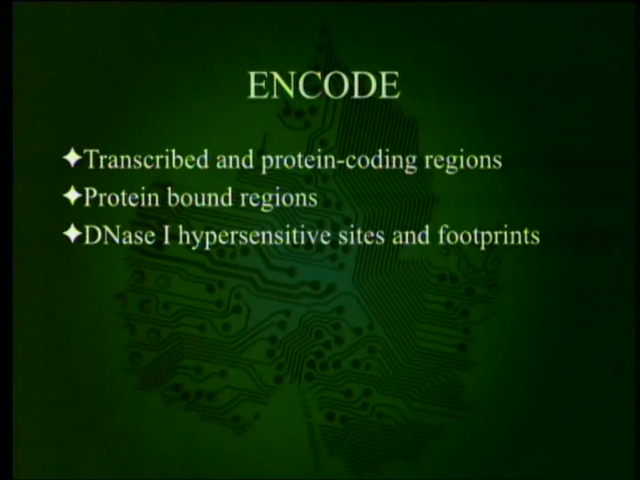 ENCODE
✦Transcribed and protein-coding regions
✦Protein bound regions
✦DNase I hypersensitive sites and footprints